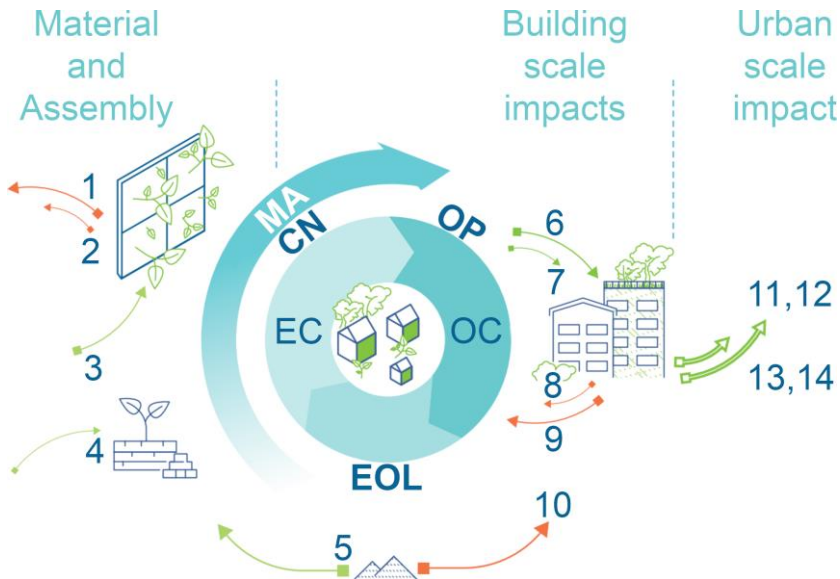 Material
and
Assembly
Building
scale
impacts
Urban
scale
impact
1
2
3
4
MA
CN
OP
EC
OC
EOL
5
10
6
7
8
9
11,12
13,14